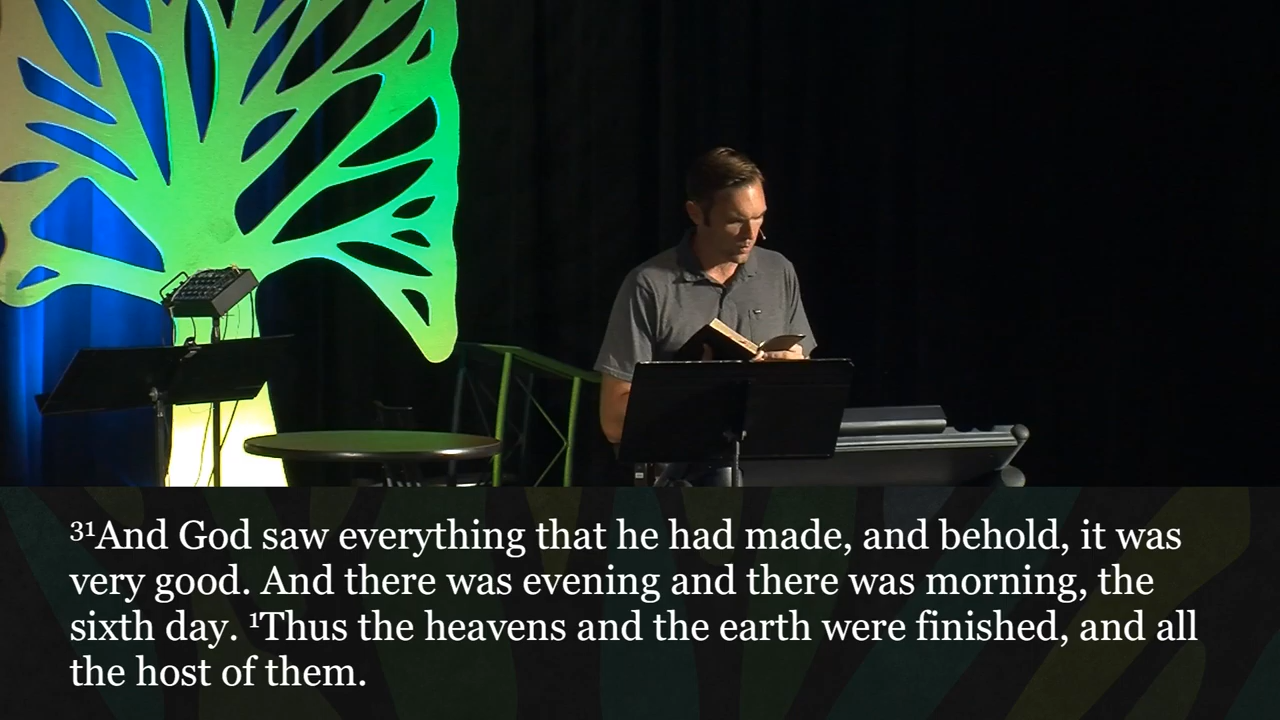 ³¹And God saw everything that he had made, and behold, it was
very good. And there was evening and there was morning, the
sixth day. ¹Thus the heavens and the earth were finished, and all
the host of them.